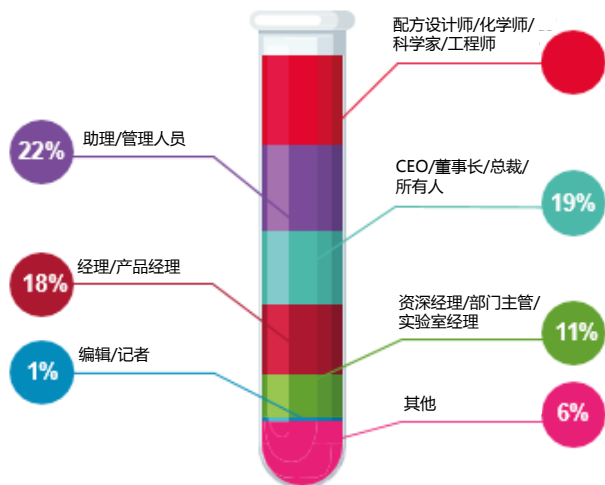 配方设计师/化学师/
科学家/工程师
22%
助理/管理人员
CEO/董事长/总裁/
所有人
19%
18%
经理/产品经理
资深经理/部门主管/
实验室经理
11%
1%
编辑/记者
其他
6%